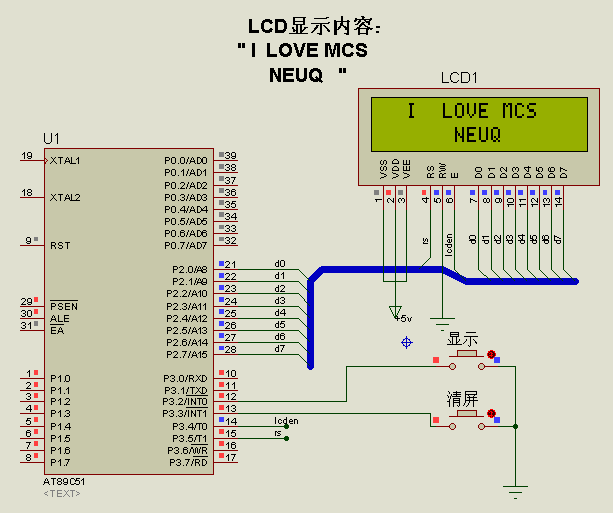 LCD显示内容:
" I LOVE MCS
NEUQ "
LCD1
I LOVE MCS
NEUQ
VSS VDD VEE RS RW E D0 D1 D2 D3 D4 D5 D6 D7
1 2 3 4 5 6 7 8 9 10 11 12 13 14
rs lcden d0 d1 d2 d3 d4 d5 d6 d7
+5v
U1
19 XTAL1 P0.0/AD0 39
P0.1/AD1 38
P0.2/AD2 37
18 XTAL2 P0.3/AD3 36
P0.4/AD4 35
P0.5/AD5 34
P0.6/AD6 33
9 RST P0.7/AD7 32
P2.0/A8 21 d0
P2.1/A9 22 d1
P2.2/A10 23 d2
29 PSEN P2.3/A11 24 d3
30 ALE P2.4/A12 25 d4
31 EA P2.5/A13 26 d5
P2.6/A14 27 d6
P2.7/A15 28 d7
1 P1.0 P3.0/RXD 10
2 P1.1 P3.1/TXD 11
3 P1.2 P3.2/INT0 12
4 P1.3 P3.3/INT1 13
5 P1.4 P3.4/T0 14 lcden
6 P1.5 P3.5/T1 15 rs
7 P1.6 P3.6/WR 16
8 P1.7 P3.7/RD 17
AT89C51
<TEXT>
显示
清屏